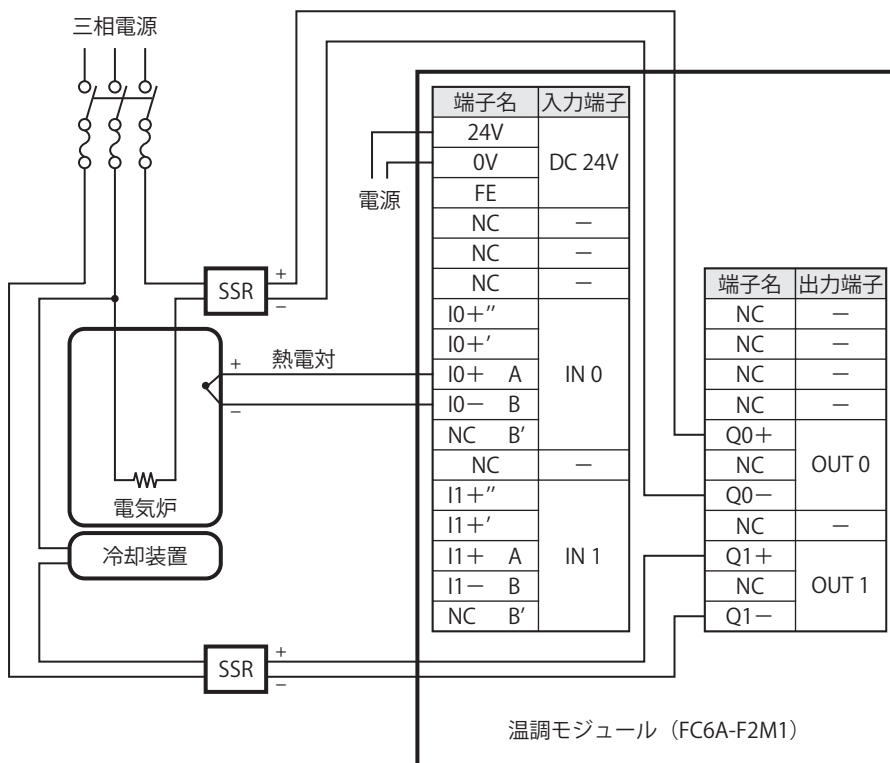 三相電源
端子名 入力端子
24V DC 24V
0V
FE
電源
NC －
NC －
NC －
I0＋″ IN 0
I0＋′
I0＋ A
I0－ B
NC B′
NC －
I1＋″ IN 1
I1＋′
I1＋ A
I1－ B
NC B′
SSR
＋
－
＋
熱電対
－
電気炉
冷却装置
SSR
＋
－
端子名 出力端子
NC －
NC －
NC －
NC －
Q0＋ OUT 0
NC
Q0－
NC －
Q1＋ OUT 1
NC
Q1－
温調モジュール（FC6A-F2M1）